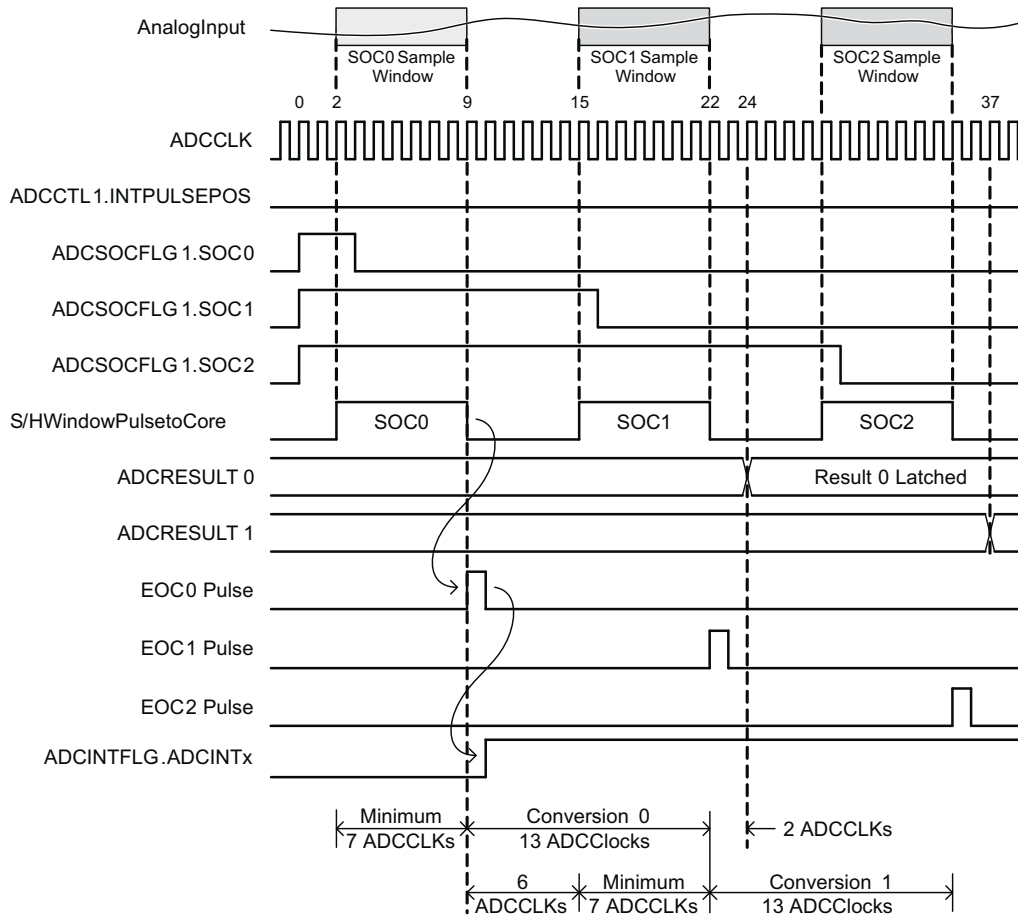 AnalogInput
SOC0 Sample
Window
SOC1 Sample
Window
SOC2 Sample
Window
0 2 9 15 22 24 37
ADCCLK
ADCCTL1.INTPULSEPOS
ADCSOCFLG 1.SOC0
ADCSOCFLG 1.SOC1
ADCSOCFLG 1.SOC2
S/HWindowPulsetoCore
SOC0 SOC1 SOC2
ADCRESULT 0
Result 0 Latched
ADCRESULT 1
EOC0 Pulse
EOC1 Pulse
EOC2 Pulse
ADCINTFLG.ADCINTx
Minimum
7 ADCCLKs
Conversion 0
13 ADCClocks
2 ADCCLKs
6
ADCCLKs
Minimum
7 ADCCLKs
Conversion 1
13 ADCClocks